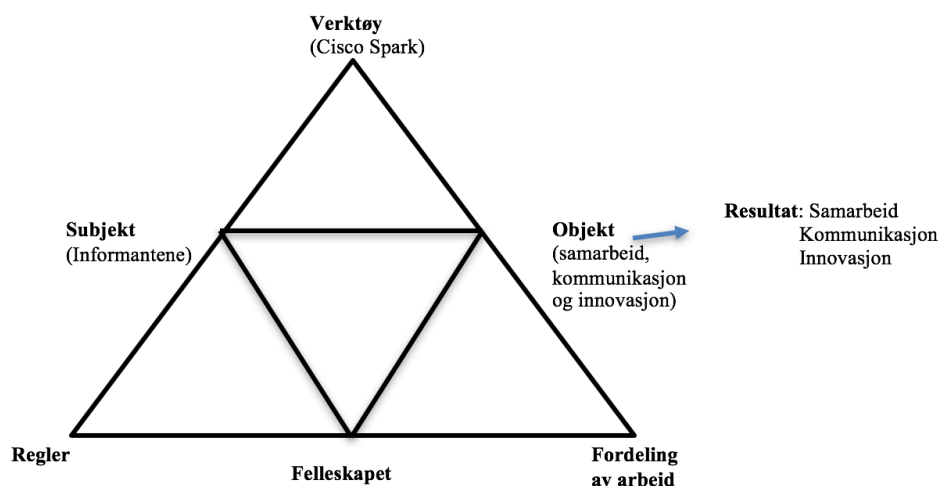 Verktøy
(Cisco Spark)
Subjekt
(Informantene)
Objekt
(samarbeid,
kommunikasjon
og innovasjon)
Resultat: Samarbeid
Kommunikasjon
Innovasjon
Regler
Felleskapet
Fordeling
av arbeid